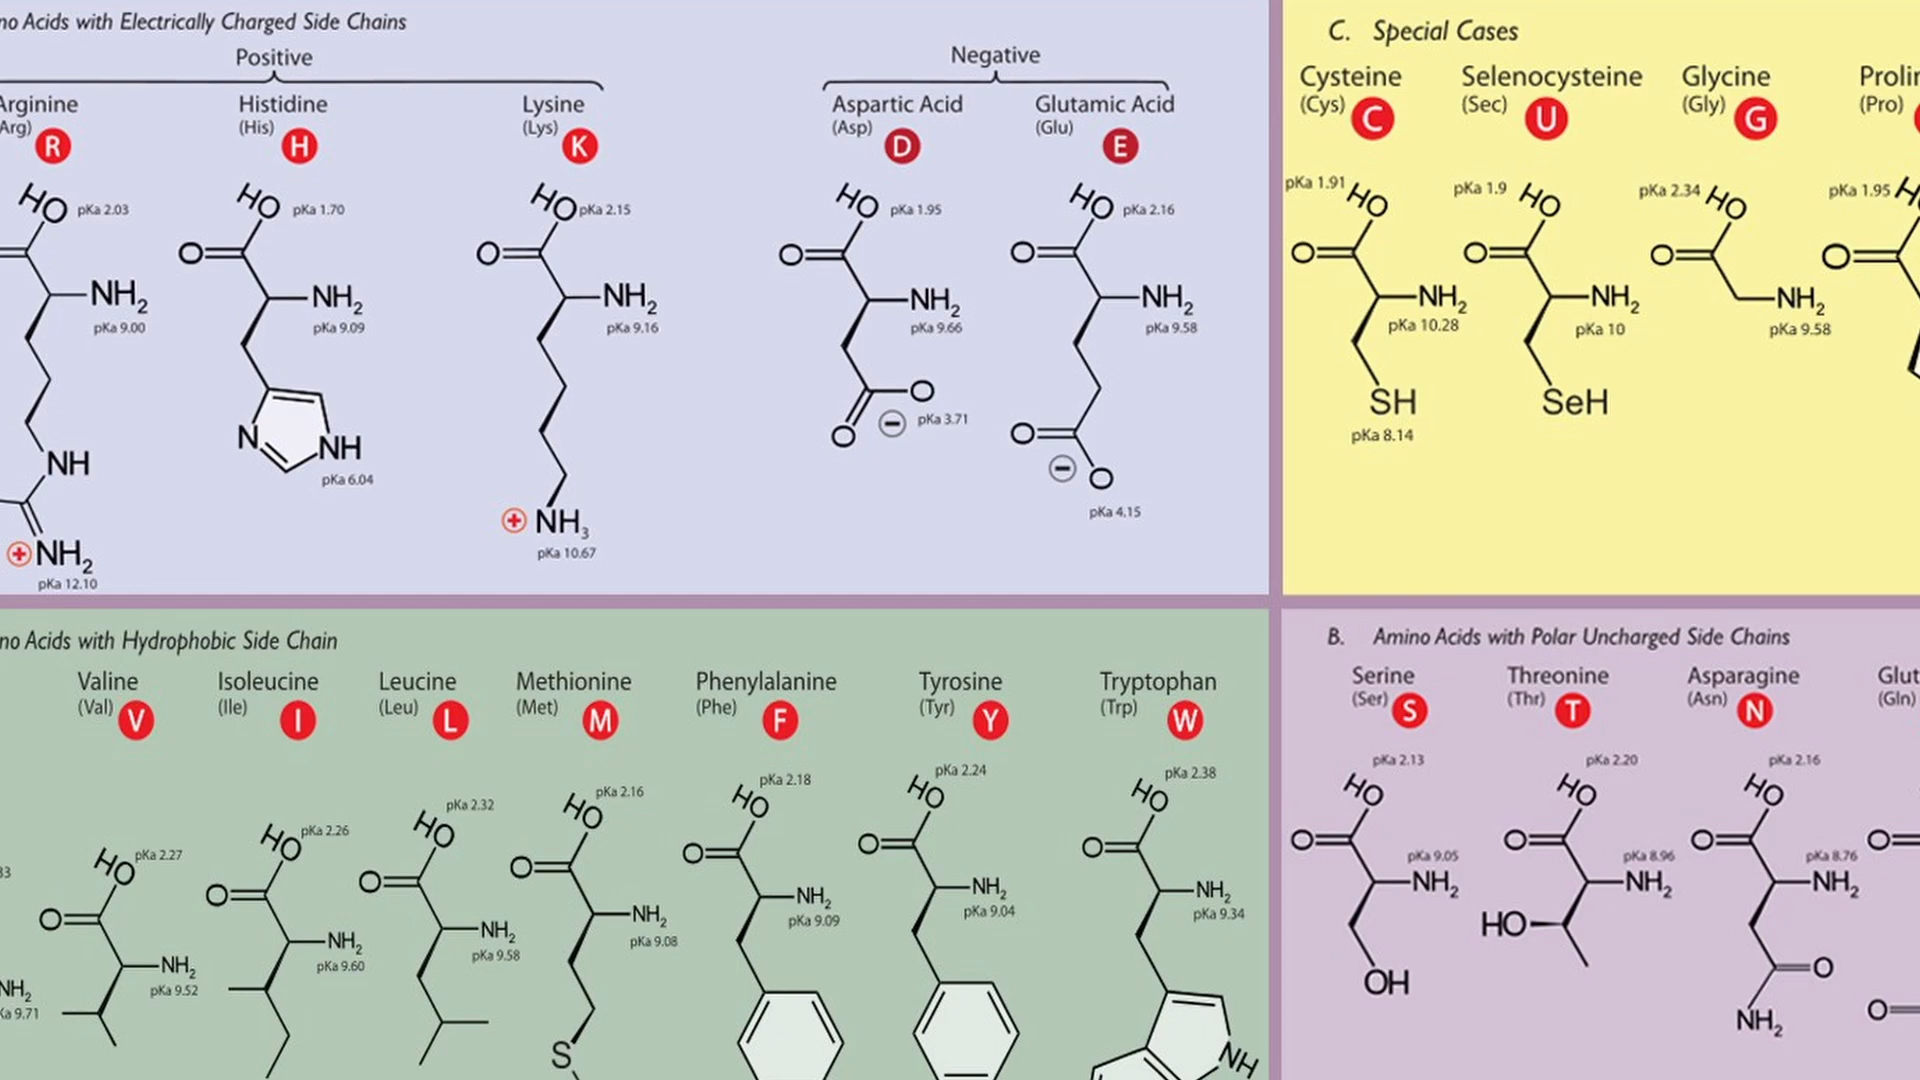 no Acids with Electrically Charged Side Chains
Positive
Negative
Arginine
Arg)
R
Histidine
(His)
H
Lysine
(Lys)
K
Aspartic Acid
(Asp)
D
Glutamic Acid
(Glu)
E
HO pKa 2.03
HO pKa 1.70
HO pKa 2.15
HO pKa 1.95
HO pKa 2.16
O
O
O
O
NH2
pKa 9.00
NH2
pKa 9.09
NH2
pKa 9.16
NH2
pKa 9.66
NH2
pKa 9.58
NH
NH2
pKa 12.10
N
NH
pKa 6.04
NH3
pKa 10.67
O
O
pKa 3.71
O
O
pKa 4.15
C. Special Cases
Cysteine
(Cys)
C
Selenocysteine
(Sec)
U
Glycine
(Gly)
G
Prolin
(Pro)
pKa 1.91 HO
pKa 1.9 HO
pKa 2.34 HO
pKa 1.95 H
O
O
O
O
NH2
pKa 10.28
NH2
pKa 10
NH2
pKa 9.58
SH
pKa 8.14
SeH
no Acids with Hydrophobic Side Chain
Valine
(Val)
V
Isoleucine
(Ile)
I
Leucine
(Leu)
L
Methionine
(Met)
M
Phenylalanine
(Phe)
F
Tyrosine
(Tyr)
Y
Tryptophan
(Trp)
W
33
NH2
Ka 9.71
HO pKa 2.27
O
NH2
pKa 9.52
HO pKa 2.26
O
NH2
pKa 9.60
pKa 2.32
HO
O
NH2
pKa 9.58
pKa 2.16
HO
O
NH2
pKa 9.08
S
pKa 2.18
HO
O
NH2
pKa 9.09
pKa 2.24
HO
O
NH2
pKa 9.04
pKa 2.38
HO
O
NH2
pKa 9.34
NH
B. Amino Acids with Polar Uncharged Side Chains
Serine
(Ser)
S
Threonine
(Thr)
T
Asparagine
(Asn)
N
Glut
(Gln)
pKa 2.13
HO
O
pKa 9.05
NH2
OH
pKa 2.20
HO
O
pKa 8.96
NH2
HO
pKa 2.16
HO
O
pKa 8.76
NH2
O
NH2
O
O